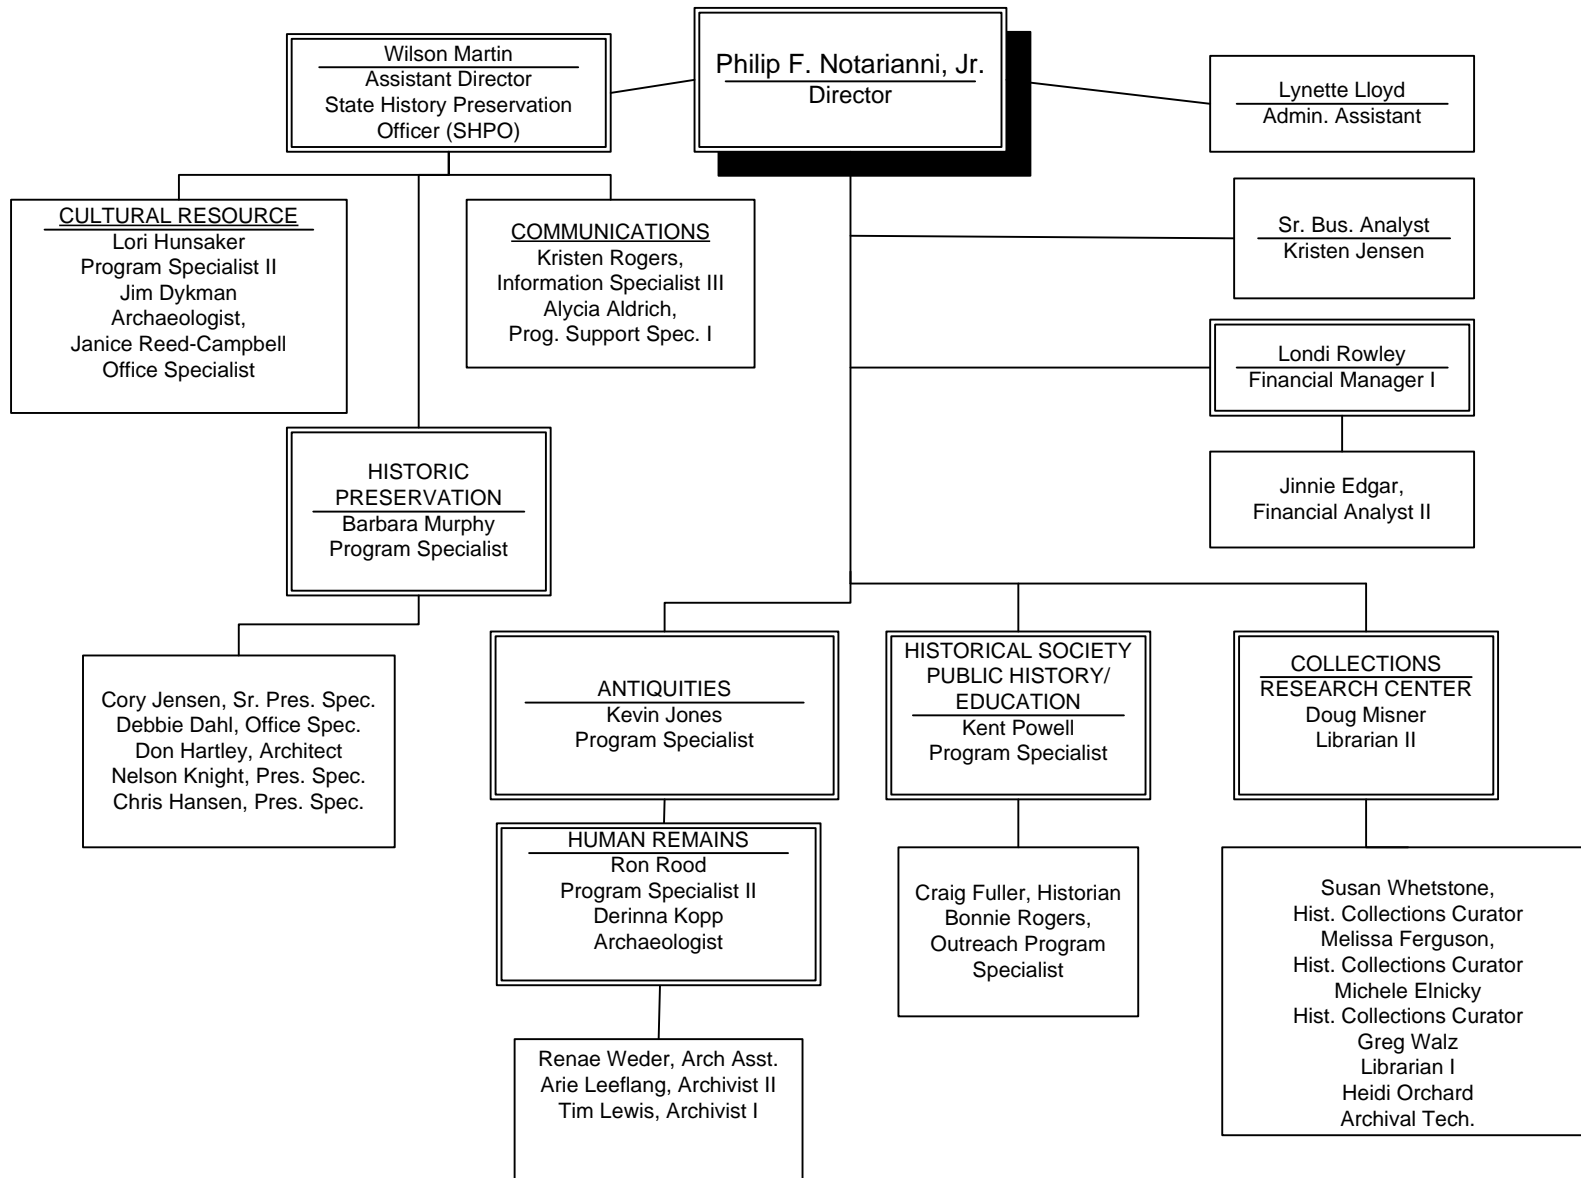 Wilson Martin
Assistant Director
State History Preservation
Officer (SHPO)
Philip F. Notarianni, Jr.
Director
Lynette Lloyd
Admin. Assistant
CULTURAL RESOURCE
Lori Hunsaker
Program Specialist II
Jim Dykman
Archaeologist,
Janice Reed-Campbell
Office Specialist
COMMUNICATIONS
Kristen Rogers,
Information Specialist III
Alycia Aldrich,
Prog. Support Spec. I
Sr. Bus. Analyst
Kristen Jensen
Londi Rowley
Financial Manager I
Jinnie Edgar,
Financial Analyst II
HISTORIC
PRESERVATION
Barbara Murphy
Program Specialist
Cory Jensen, Sr. Pres. Spec.
Debbie Dahl, Office Spec.
Don Hartley, Architect
Nelson Knight, Pres. Spec.
Chris Hansen, Pres. Spec.
ANTIQUITIES
Kevin Jones
Program Specialist
HUMAN REMAINS
Ron Rood
Program Specialist II
Derinna Kopp
Archaeologist
Renae Weder, Arch Asst.
Arie Leeflang, Archivist II
Tim Lewis, Archivist I
HISTORICAL SOCIETY
PUBLIC HISTORY/
EDUCATION
Kent Powell
Program Specialist
Craig Fuller, Historian
Bonnie Rogers,
Outreach Program
Specialist
COLLECTIONS
RESEARCH CENTER
Doug Misner
Librarian II
Susan Whetstone,
Hist. Collections Curator
Melissa Ferguson,
Hist. Collections Curator
Michele Elnicky
Hist. Collections Curator
Greg Walz
Librarian I
Heidi Orchard
Archival Tech.